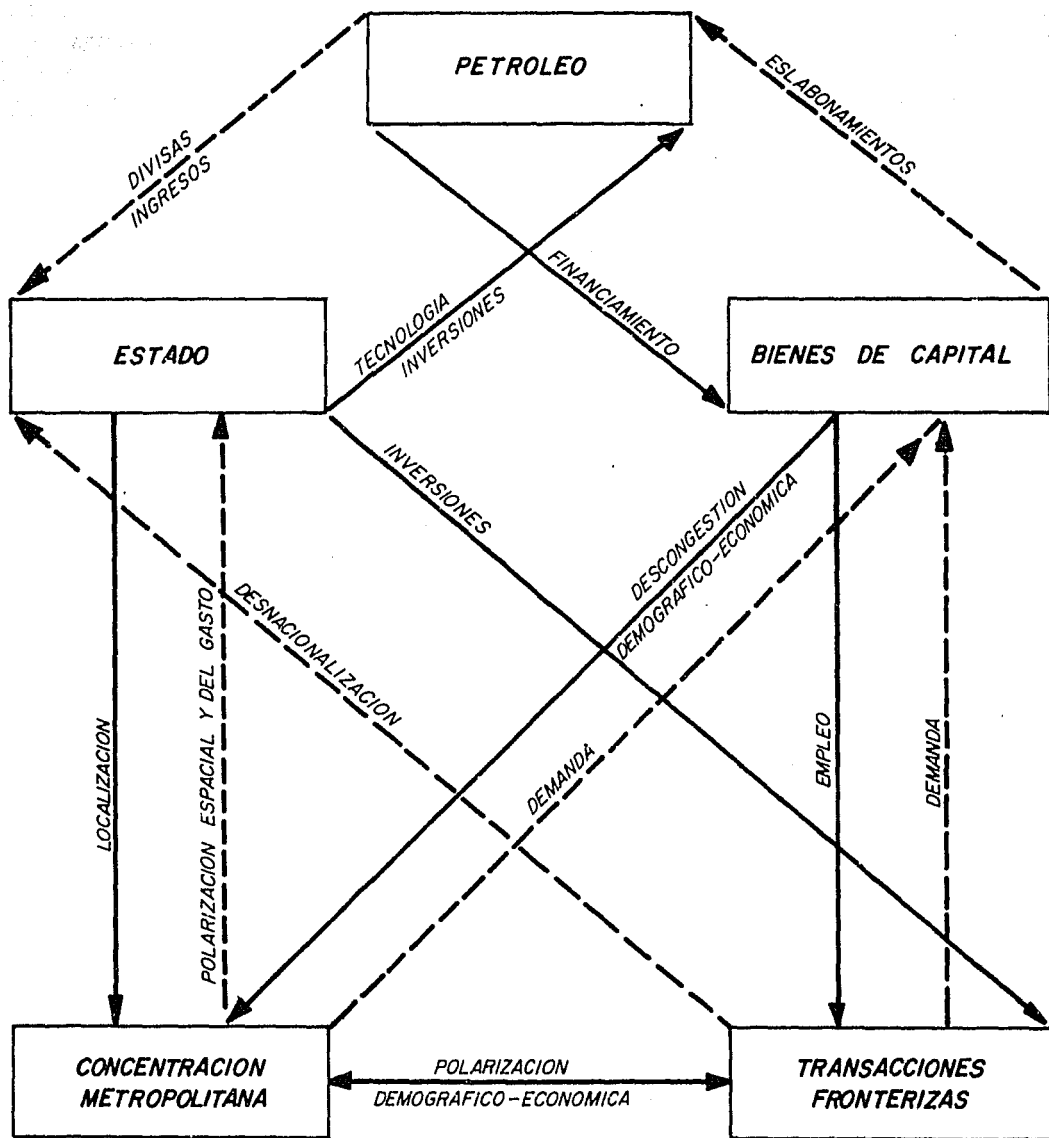 PETROLEO
ESLABONAMIENTOS
DIVISAS
INGRESOS
FINANCIAMIENTO
TECNOLOGIA
INVERSIONES
ESTADO
BIENES DE CAPITAL
INVERSIONES
DESCONGESTION
DEMOGRAFICO-ECONOMICA
DESNACIONALIZACION
POLARIZACION ESPACIAL Y DEL GASTO
LOCALIZACION
DEMANDA
EMPLEO
DEMANDA
CONCENTRACION
METROPOLITANA
POLARIZACION
DEMOGRAFICO-ECONOMICA
TRANSACCIONES
FRONTERIZAS